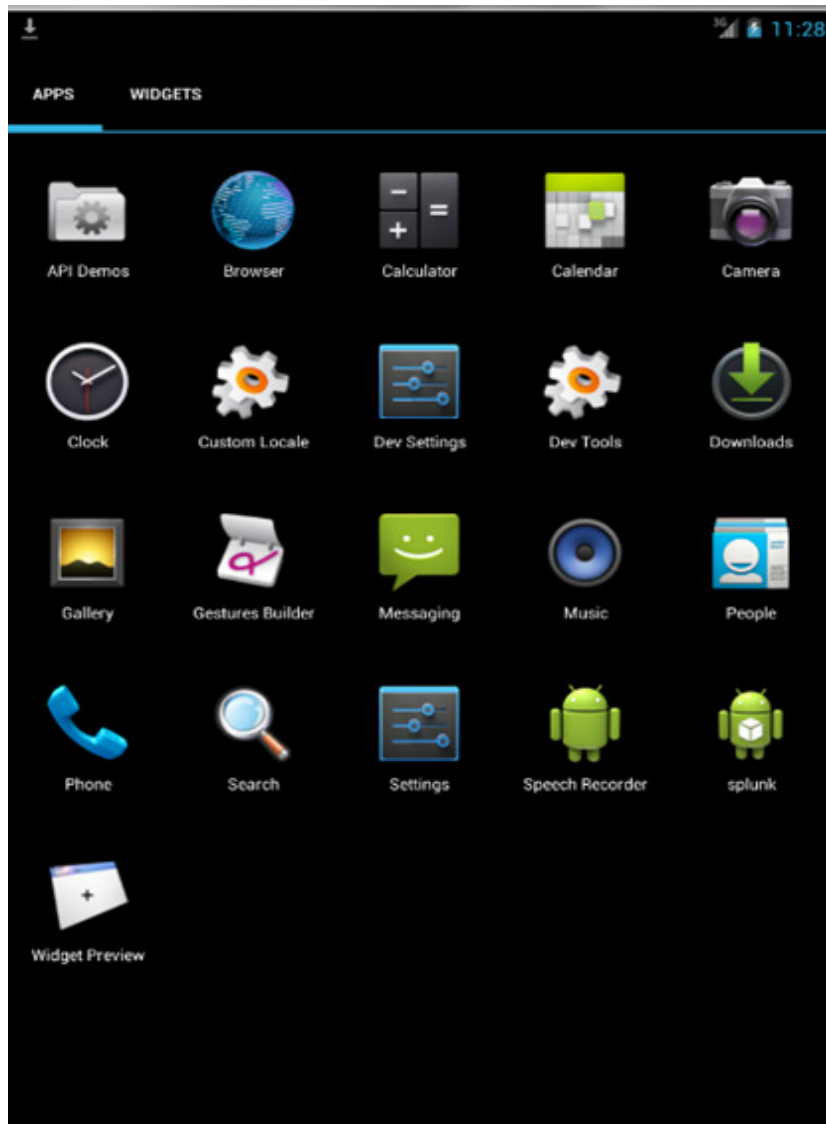 3G 11:28
APPS WIDGETS
API Demos Browser Calculator Calendar Camera
Clock Custom Locale Dev Settings Dev Tools Downloads
Gallery Gestures Builder Messaging Music People
Phone Search Settings Speech Recorder splunk
Widget Preview